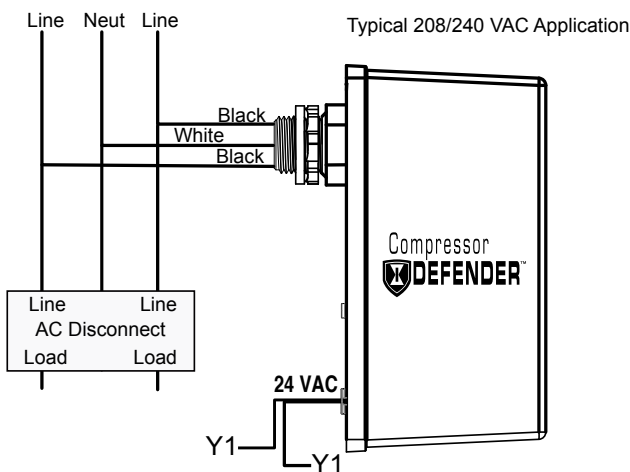 Line Neut Line
Typical 208/240 VAC Application
Black
White
Black
Compressor
DEFENDER™
Line Line
AC Disconnect
Load Load
24 VAC
Y1
Y1